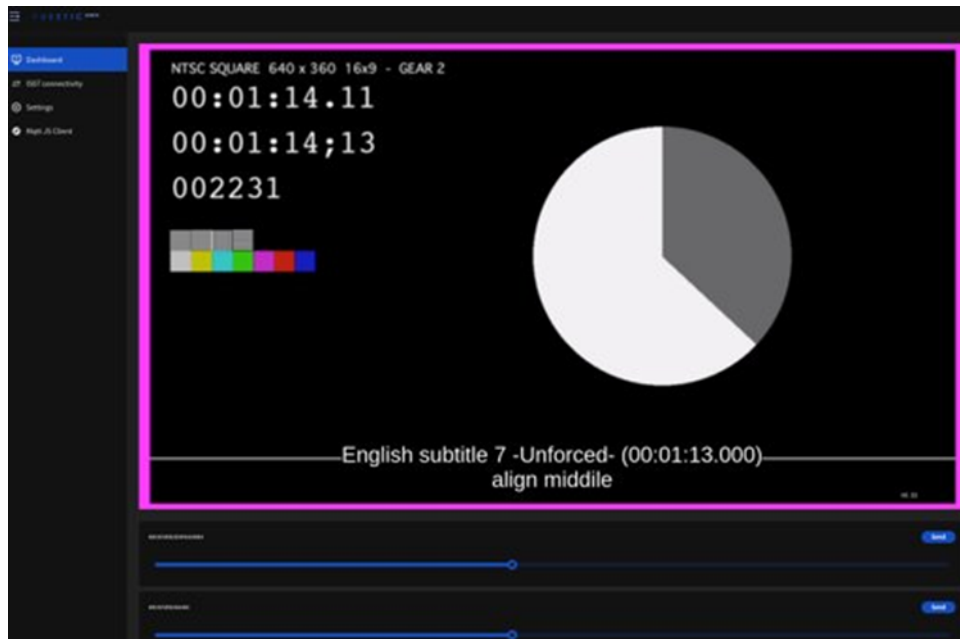 Dashboard
Settings
NTSC SQUARE 640 x 360 16x9 - GEAR 2
00:01:14.11
00:01:14;13
002231
English subtitle 7 -Unforced- (00:01:13.000)
align middile
Send
Send